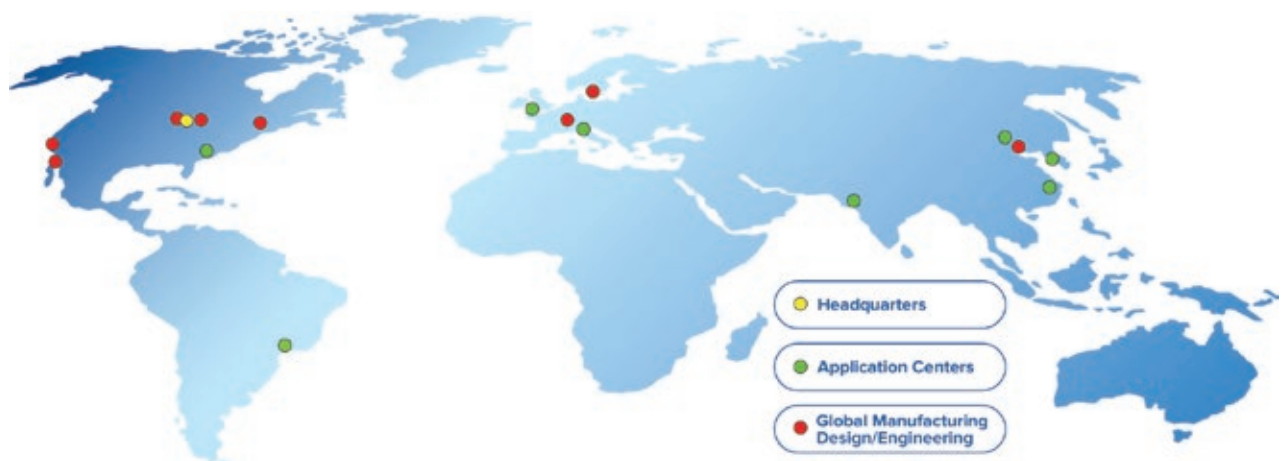 Headquarters
Application Centers
Global Manufacturing
Design/Engineering